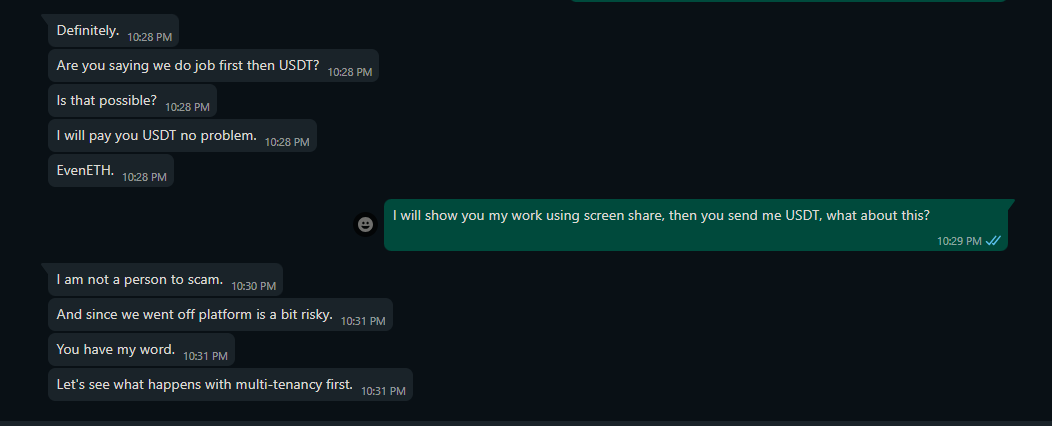 Definitely. 10:28 PM
Are you saying we do job first then USDT? 10:28 PM
Is that possible? 10:28 PM
I will pay you USDT no problem. 10:28 PM
EvenETH. 10:28 PM
I will show you my work using screen share, then you send me USDT, what about this?
10:29 PM
I am not a person to scam. 10:30 PM
And since we went off platform is a bit risky. 10:31 PM
You have my word. 10:31 PM
Let's see what happens with multi-tenancy first. 10:31 PM